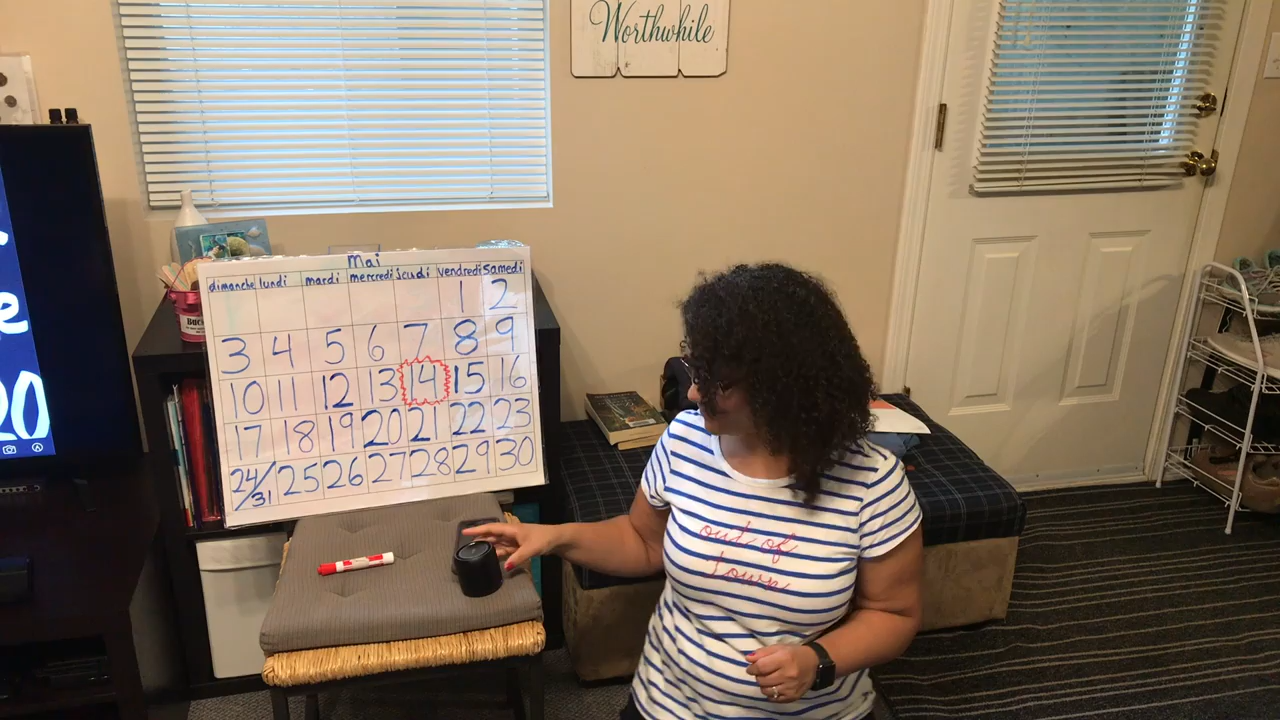 Worthwhile
Mai
dimanche lundi mardi mercredi jeudi vendredi samedi
1 2
3 4 5 6 7 8 9
10 11 12 13 14 15 16
17 18 19 20 21 22 23
24/31 25 26 27 28 29 30
e
20
out of
town